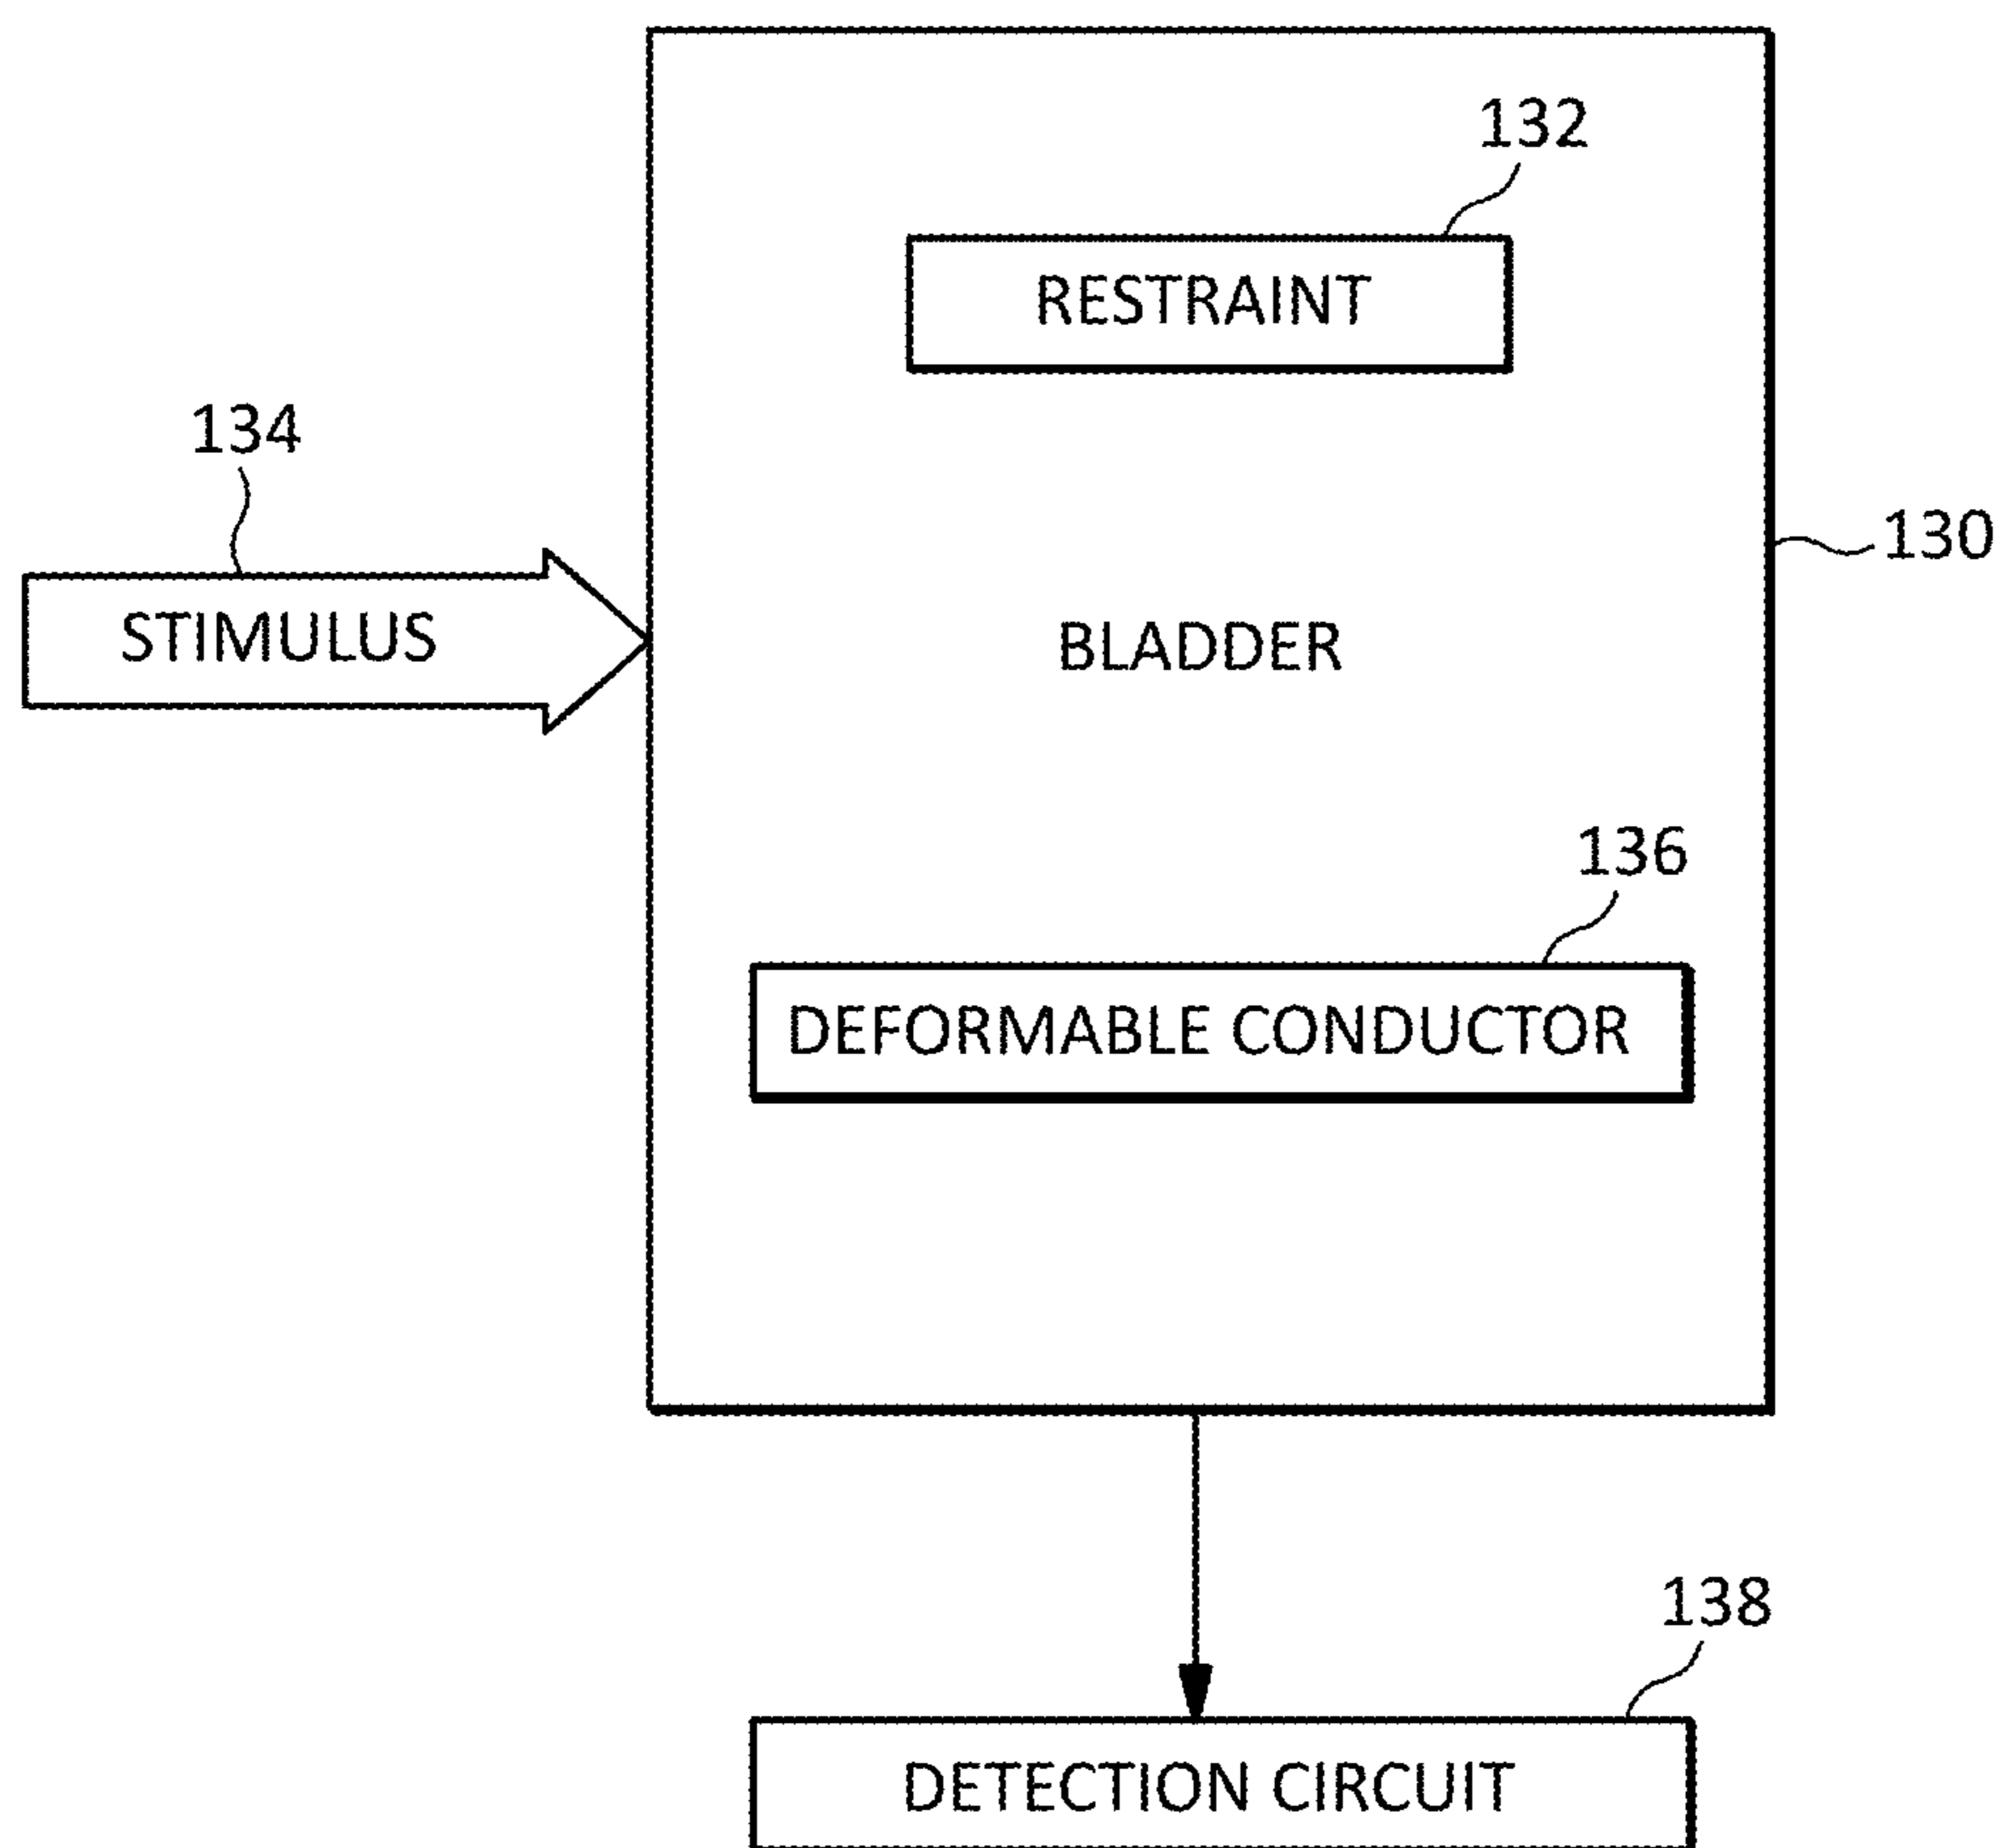 132
RESTRAINT
134
130
STIMULUS
BLADDER
136
DEFORMABLE CONDUCTOR
138
DETECTION CIRCUIT